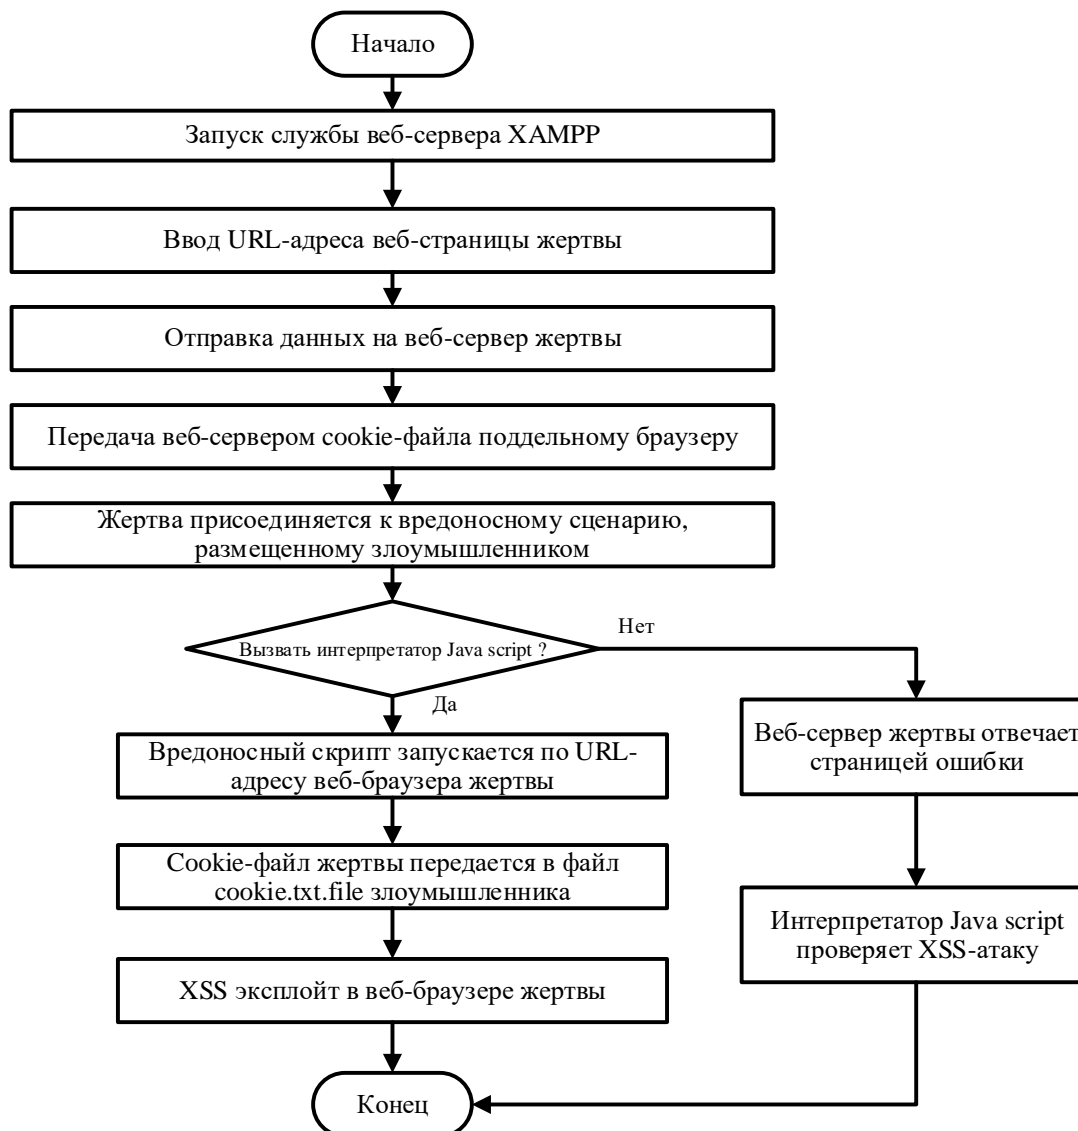 Начало
Запуск службы веб-сервера XAMPP
Ввод URL-адреса веб-страницы жертвы
Отправка данных на веб-сервер жертвы
Передача веб-сервером cookie-файла поддельному браузеру
Жертва присоединяется к вредоносному сценарию,
размещенному злоумышленником
Вызвать интерпретатор Java script ?
Нет
Да
Вредоносный скрипт запускается по URL-
адресу веб-браузера жертвы
Cookie-файл жертвы передается в файл
cookie.txt.file злоумышленника
XSS эксплойт в веб-браузере жертвы
Веб-сервер жертвы отвечает
страницей ошибки
Интерпретатор Java script
проверяет XSS-атаку
Конец